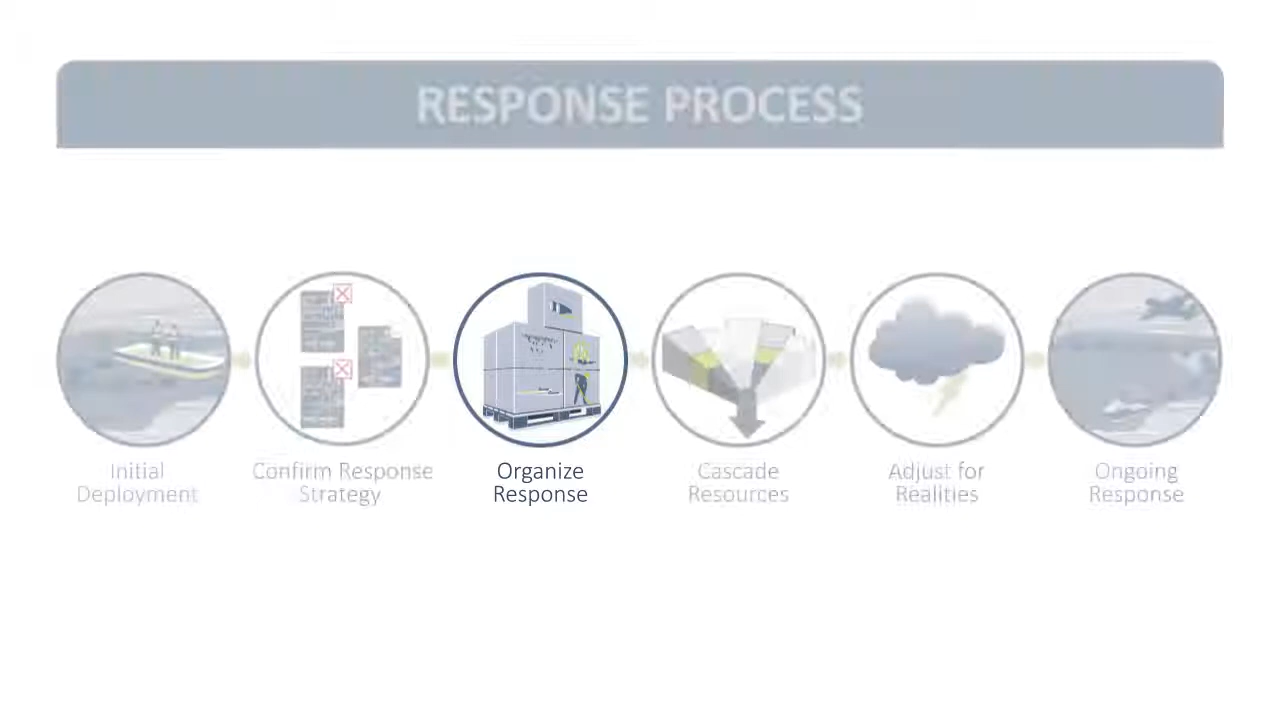 RESPONSE PROCESS
Initial
Deployment
Confirm Response
Strategy
Organize
Response
Cascade
Resources
Adjust for
Realities
Ongoing
Response